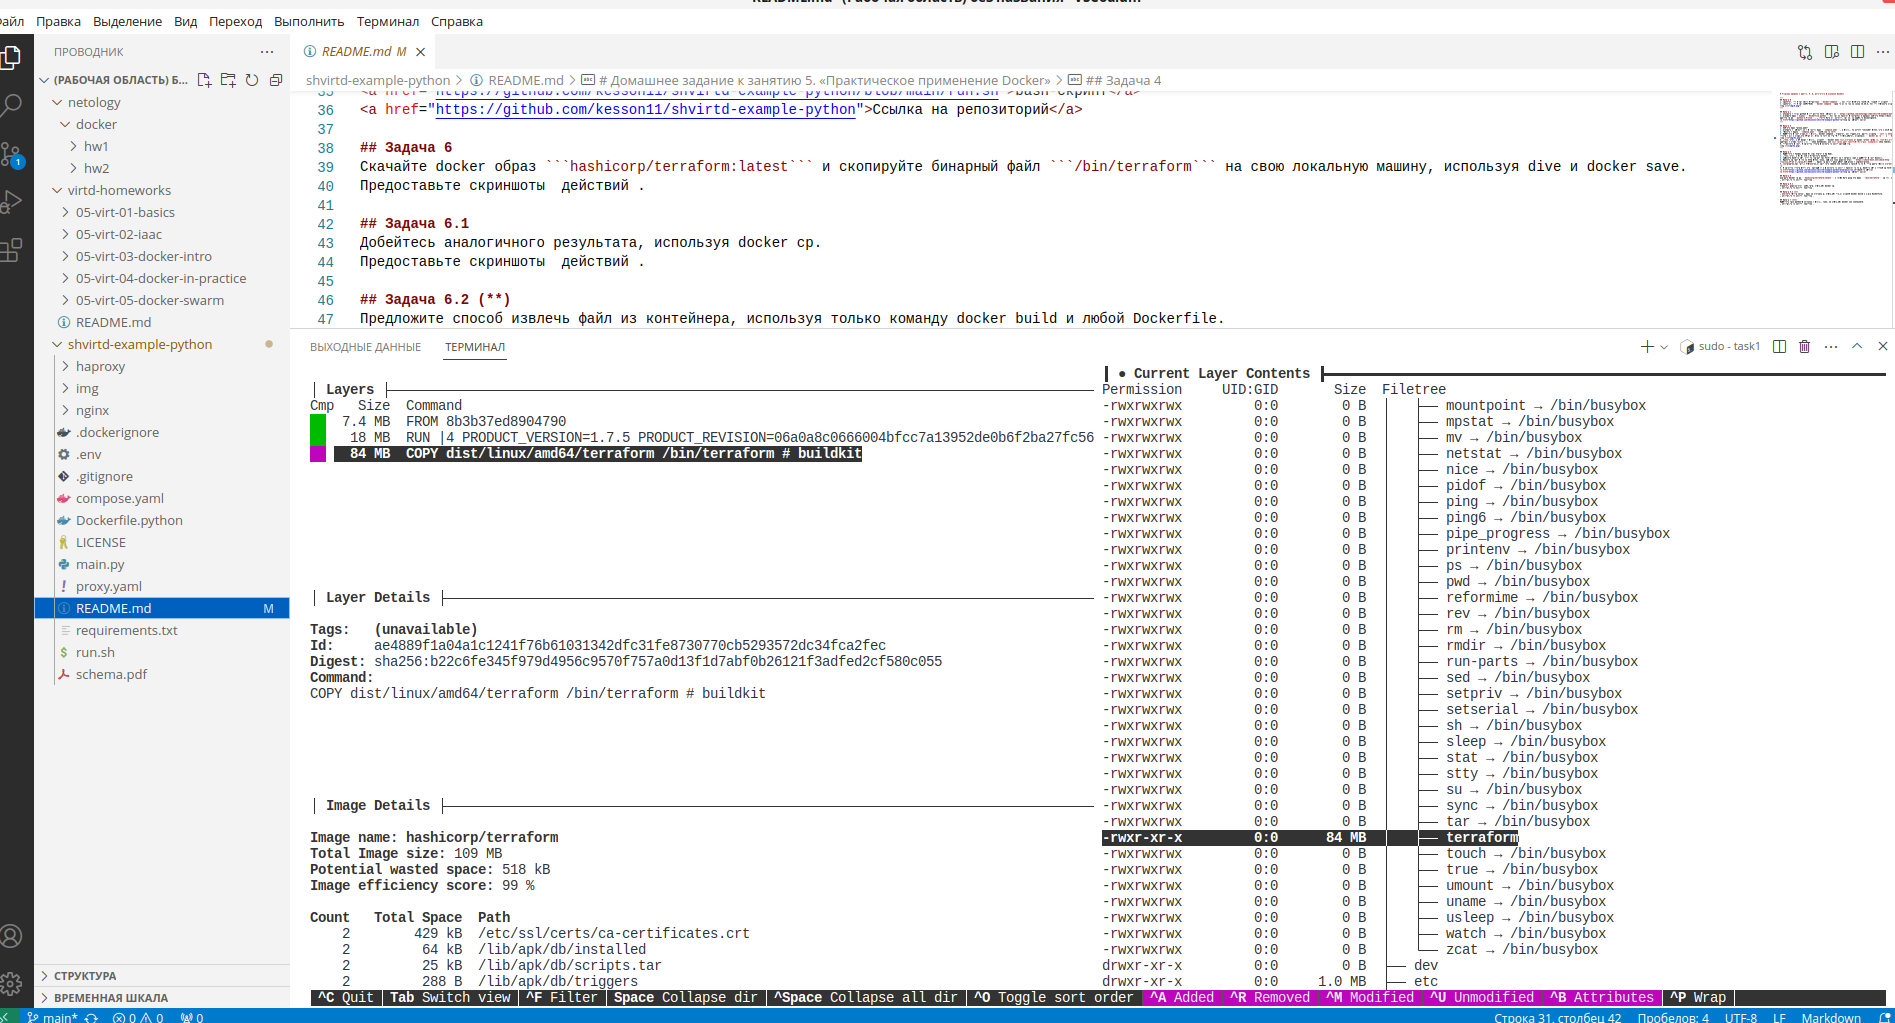 Правка Выделение Вид Переход Выполнить Терминал Справка
ПРОВОДНИК
(РАБОЧАЯ ОБЛАСТЬ) Б...
netology
docker
hw1
hw2
virtd-homeworks
05-virt-01-basics
05-virt-02-iaac
05-virt-03-docker-intro
05-virt-04-docker-in-practice
05-virt-05-docker-swarm
README.md
shvirtd-example-python
haproxy
img
nginx
.dockerignore
.env
.gitignore
compose.yaml
Dockerfile.python
LICENSE
main.py
proxy.yaml
README.md M
requirements.txt
run.sh
schema.pdf
СТРУКТУРА
ВРЕМЕННАЯ ШКАЛА
1
README.md M
shvirtd-example-python > README.md > # Домашнее задание к занятию 5. «Практическое применение Docker» > ## Задача 4
36 <a href="https://github.com/kesson11/shvirtd-example-python">Ссылка на репозиторий</a>
37
38 ## Задача 6
39 Скачайте docker образ ```hashicorp/terraform:latest``` и скопируйте бинарный файл ```/bin/terraform``` на свою локальную машину, используя dive и docker save.
40 Предоставьте скриншоты  действий .
41
42 ## Задача 6.1
43 Добейтесь аналогичного результата, используя docker cp.
44 Предоставьте скриншоты  действий .
45
46 ## Задача 6.2 (**)
47 Предложите способ извлечь файл из контейнера, используя только команду docker build и любой Dockerfile.
ВЫХОДНЫЕ ДАННЫЕ ТЕРМИНАЛ
sudo - task1
Layers
Cmp Size Command
7.4 MB FROM 8b3b37ed8904790
18 MB RUN |4 PRODUCT_VERSION=1.7.5 PRODUCT_REVISION=06a0a8c0666004bfcc7a13952de0b6f2ba27fc56
84 MB COPY dist/linux/amd64/terraform /bin/terraform # buildkit
Layer Details
Tags: (unavailable)
Id: ae4889f1a04a1c1241f76b61031342dfc31fe8730770cb5293572dc34fca2fec
Digest: sha256:b22c6fe345f979d4956c9570f757a0d13f1d7abf0b26121f3adfed2cf580c055
Command:
COPY dist/linux/amd64/terraform /bin/terraform # buildkit
Image Details
Image name: hashicorp/terraform
Total Image size: 109 MB
Potential wasted space: 518 kB
Image efficiency score: 99 %
Count Total Space Path
2 429 kB /etc/ssl/certs/ca-certificates.crt
2 64 kB /lib/apk/db/installed
2 25 kB /lib/apk/db/scripts.tar
2 288 B /lib/apk/db/triggers
● Current Layer Contents
Permission UID:GID Size Filetree
-rwxrwxrwx 0:0 0 B mountpoint → /bin/busybox
-rwxrwxrwx 0:0 0 B mpstat → /bin/busybox
-rwxrwxrwx 0:0 0 B mv → /bin/busybox
-rwxrwxrwx 0:0 0 B netstat → /bin/busybox
-rwxrwxrwx 0:0 0 B nice → /bin/busybox
-rwxrwxrwx 0:0 0 B pidof → /bin/busybox
-rwxrwxrwx 0:0 0 B ping → /bin/busybox
-rwxrwxrwx 0:0 0 B ping6 → /bin/busybox
-rwxrwxrwx 0:0 0 B pipe_progress → /bin/busybox
-rwxrwxrwx 0:0 0 B printenv → /bin/busybox
-rwxrwxrwx 0:0 0 B ps → /bin/busybox
-rwxrwxrwx 0:0 0 B pwd → /bin/busybox
-rwxrwxrwx 0:0 0 B reformime → /bin/busybox
-rwxrwxrwx 0:0 0 B rev → /bin/busybox
-rwxrwxrwx 0:0 0 B rm → /bin/busybox
-rwxrwxrwx 0:0 0 B rmdir → /bin/busybox
-rwxrwxrwx 0:0 0 B run-parts → /bin/busybox
-rwxrwxrwx 0:0 0 B sed → /bin/busybox
-rwxrwxrwx 0:0 0 B setpriv → /bin/busybox
-rwxrwxrwx 0:0 0 B setserial → /bin/busybox
-rwxrwxrwx 0:0 0 B sh → /bin/busybox
-rwxrwxrwx 0:0 0 B sleep → /bin/busybox
-rwxrwxrwx 0:0 0 B stat → /bin/busybox
-rwxrwxrwx 0:0 0 B stty → /bin/busybox
-rwxrwxrwx 0:0 0 B su → /bin/busybox
-rwxrwxrwx 0:0 0 B sync → /bin/busybox
-rwxrwxrwx 0:0 0 B tar → /bin/busybox
-rwxr-xr-x 0:0 84 MB terraform
-rwxrwxrwx 0:0 0 B touch → /bin/busybox
-rwxrwxrwx 0:0 0 B true → /bin/busybox
-rwxrwxrwx 0:0 0 B umount → /bin/busybox
-rwxrwxrwx 0:0 0 B uname → /bin/busybox
-rwxrwxrwx 0:0 0 B usleep → /bin/busybox
-rwxrwxrwx 0:0 0 B watch → /bin/busybox
-rwxrwxrwx 0:0 0 B zcat → /bin/busybox
drwxr-xr-x 0:0 0 B dev
drwxr-xr-x 0:0 1.0 MB etc
^C Quit Tab Switch view ^F Filter Space Collapse dir ^Space Collapse all dir ^O Toggle sort order ^A Added ^R Removed ^M Modified ^U Unmodified ^B Attributes ^P Wrap
main* 0 0 0 Строка 31, столбец 42 Пробелов: 4 UTF-8 LF Markdown